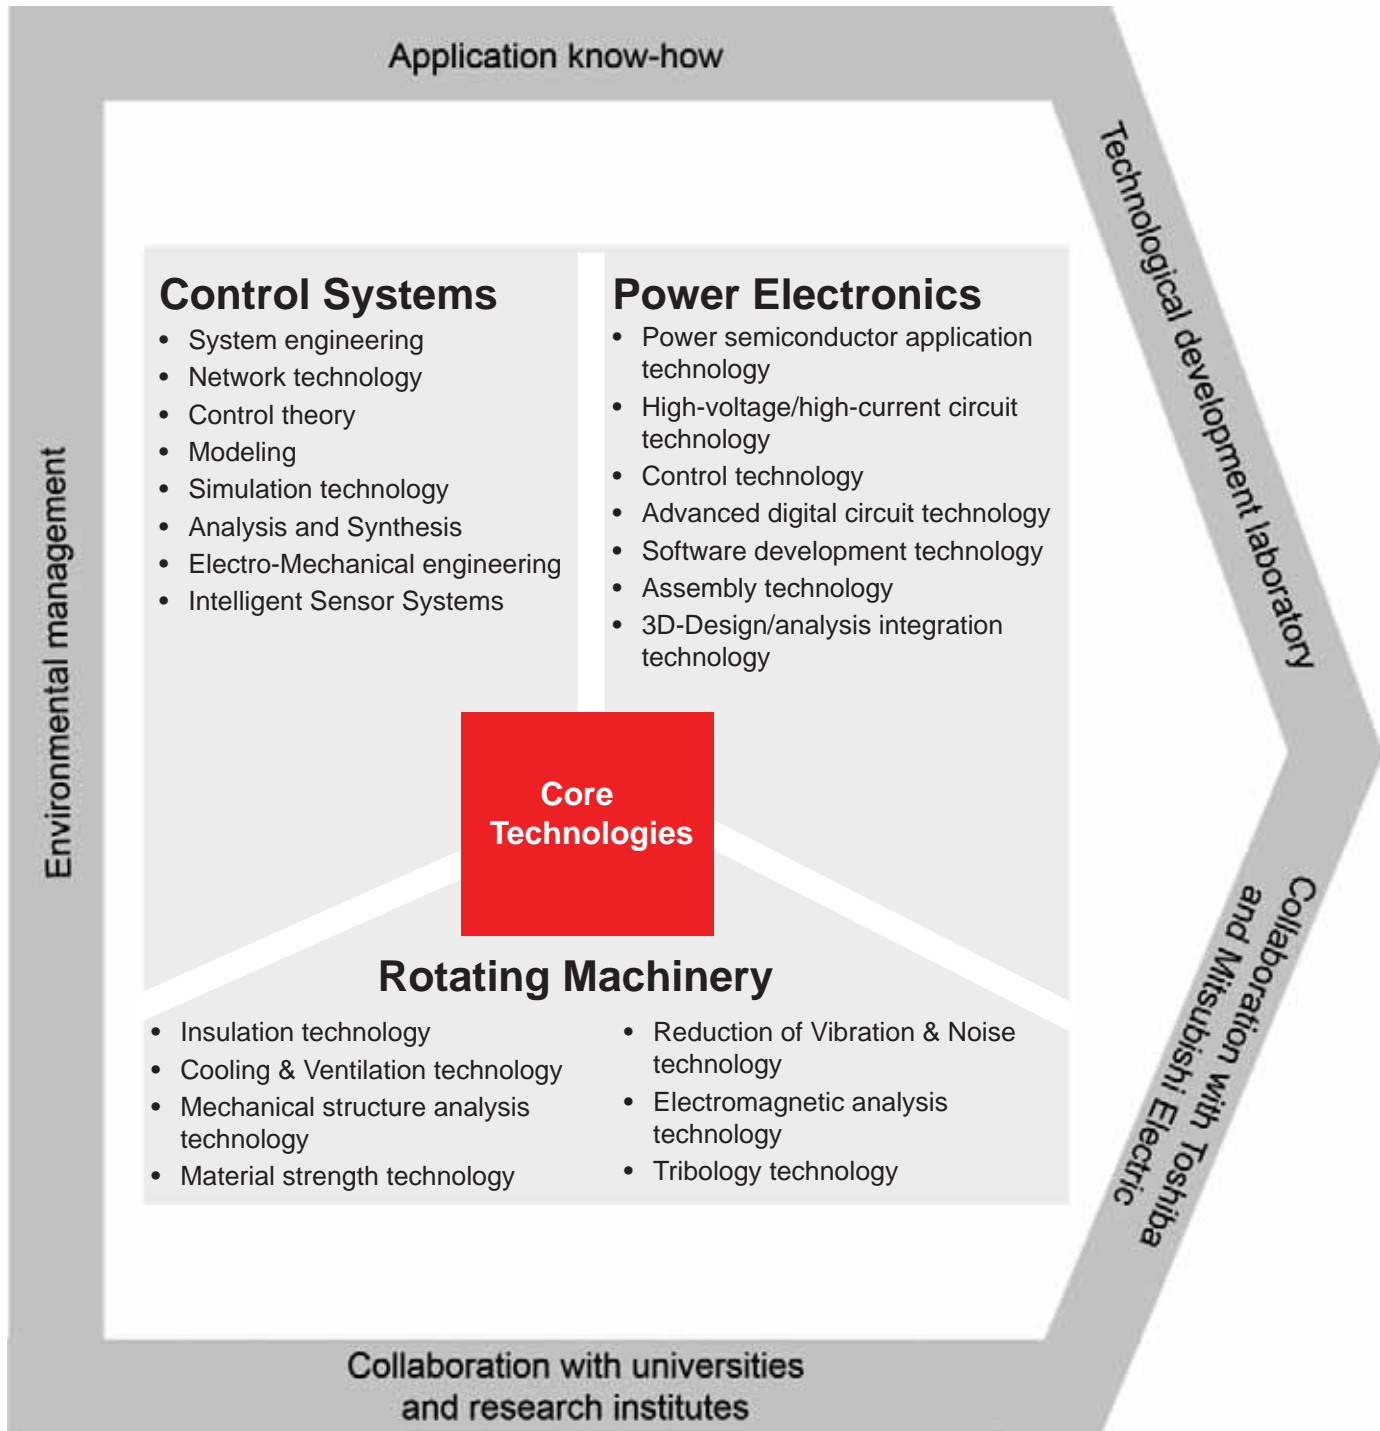 Application know-how
Technological development laboratory
Environmental management
Control Systems
• System engineering
• Network technology
• Control theory
• Modeling
• Simulation technology
• Analysis and Synthesis
• Electro-Mechanical engineering
• Intelligent Sensor Systems
Power Electronics
• Power semiconductor application
technology
• High-voltage/high-current circuit
technology
• Control technology
• Advanced digital circuit technology
• Software development technology
• Assembly technology
• 3D-Design/analysis integration
technology
Core
Technologies
Rotating Machinery
• Insulation technology
• Cooling & Ventilation technology
• Mechanical structure analysis
technology
• Material strength technology
• Reduction of Vibration & Noise
technology
• Electromagnetic analysis
technology
• Tribology technology
Collaboration with Toshiba
and Mitsubishi Electric
Collaboration with universities
and research institutes